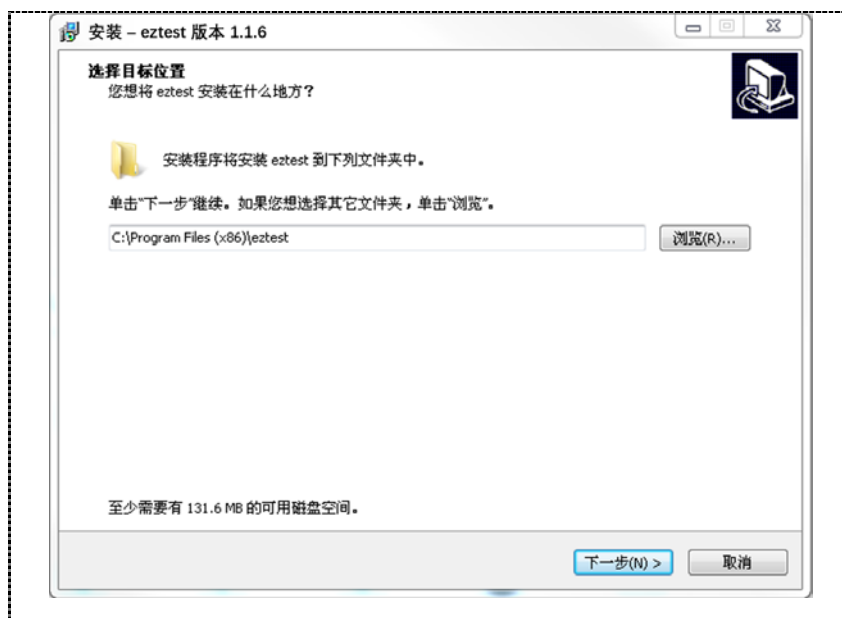 安装 – eztest 版本 1.1.6
选择目标位置
您想将 eztest 安装在什么地方?
安装程序将安装 eztest 到下列文件夹中。
单击“下一步”继续。如果您想选择其它文件夹，单击“浏览”。
C:\Program Files (x86)\eztest
浏览(R)...
至少需要有 131.6 MB 的可用磁盘空间。
下一步(N) >
取消